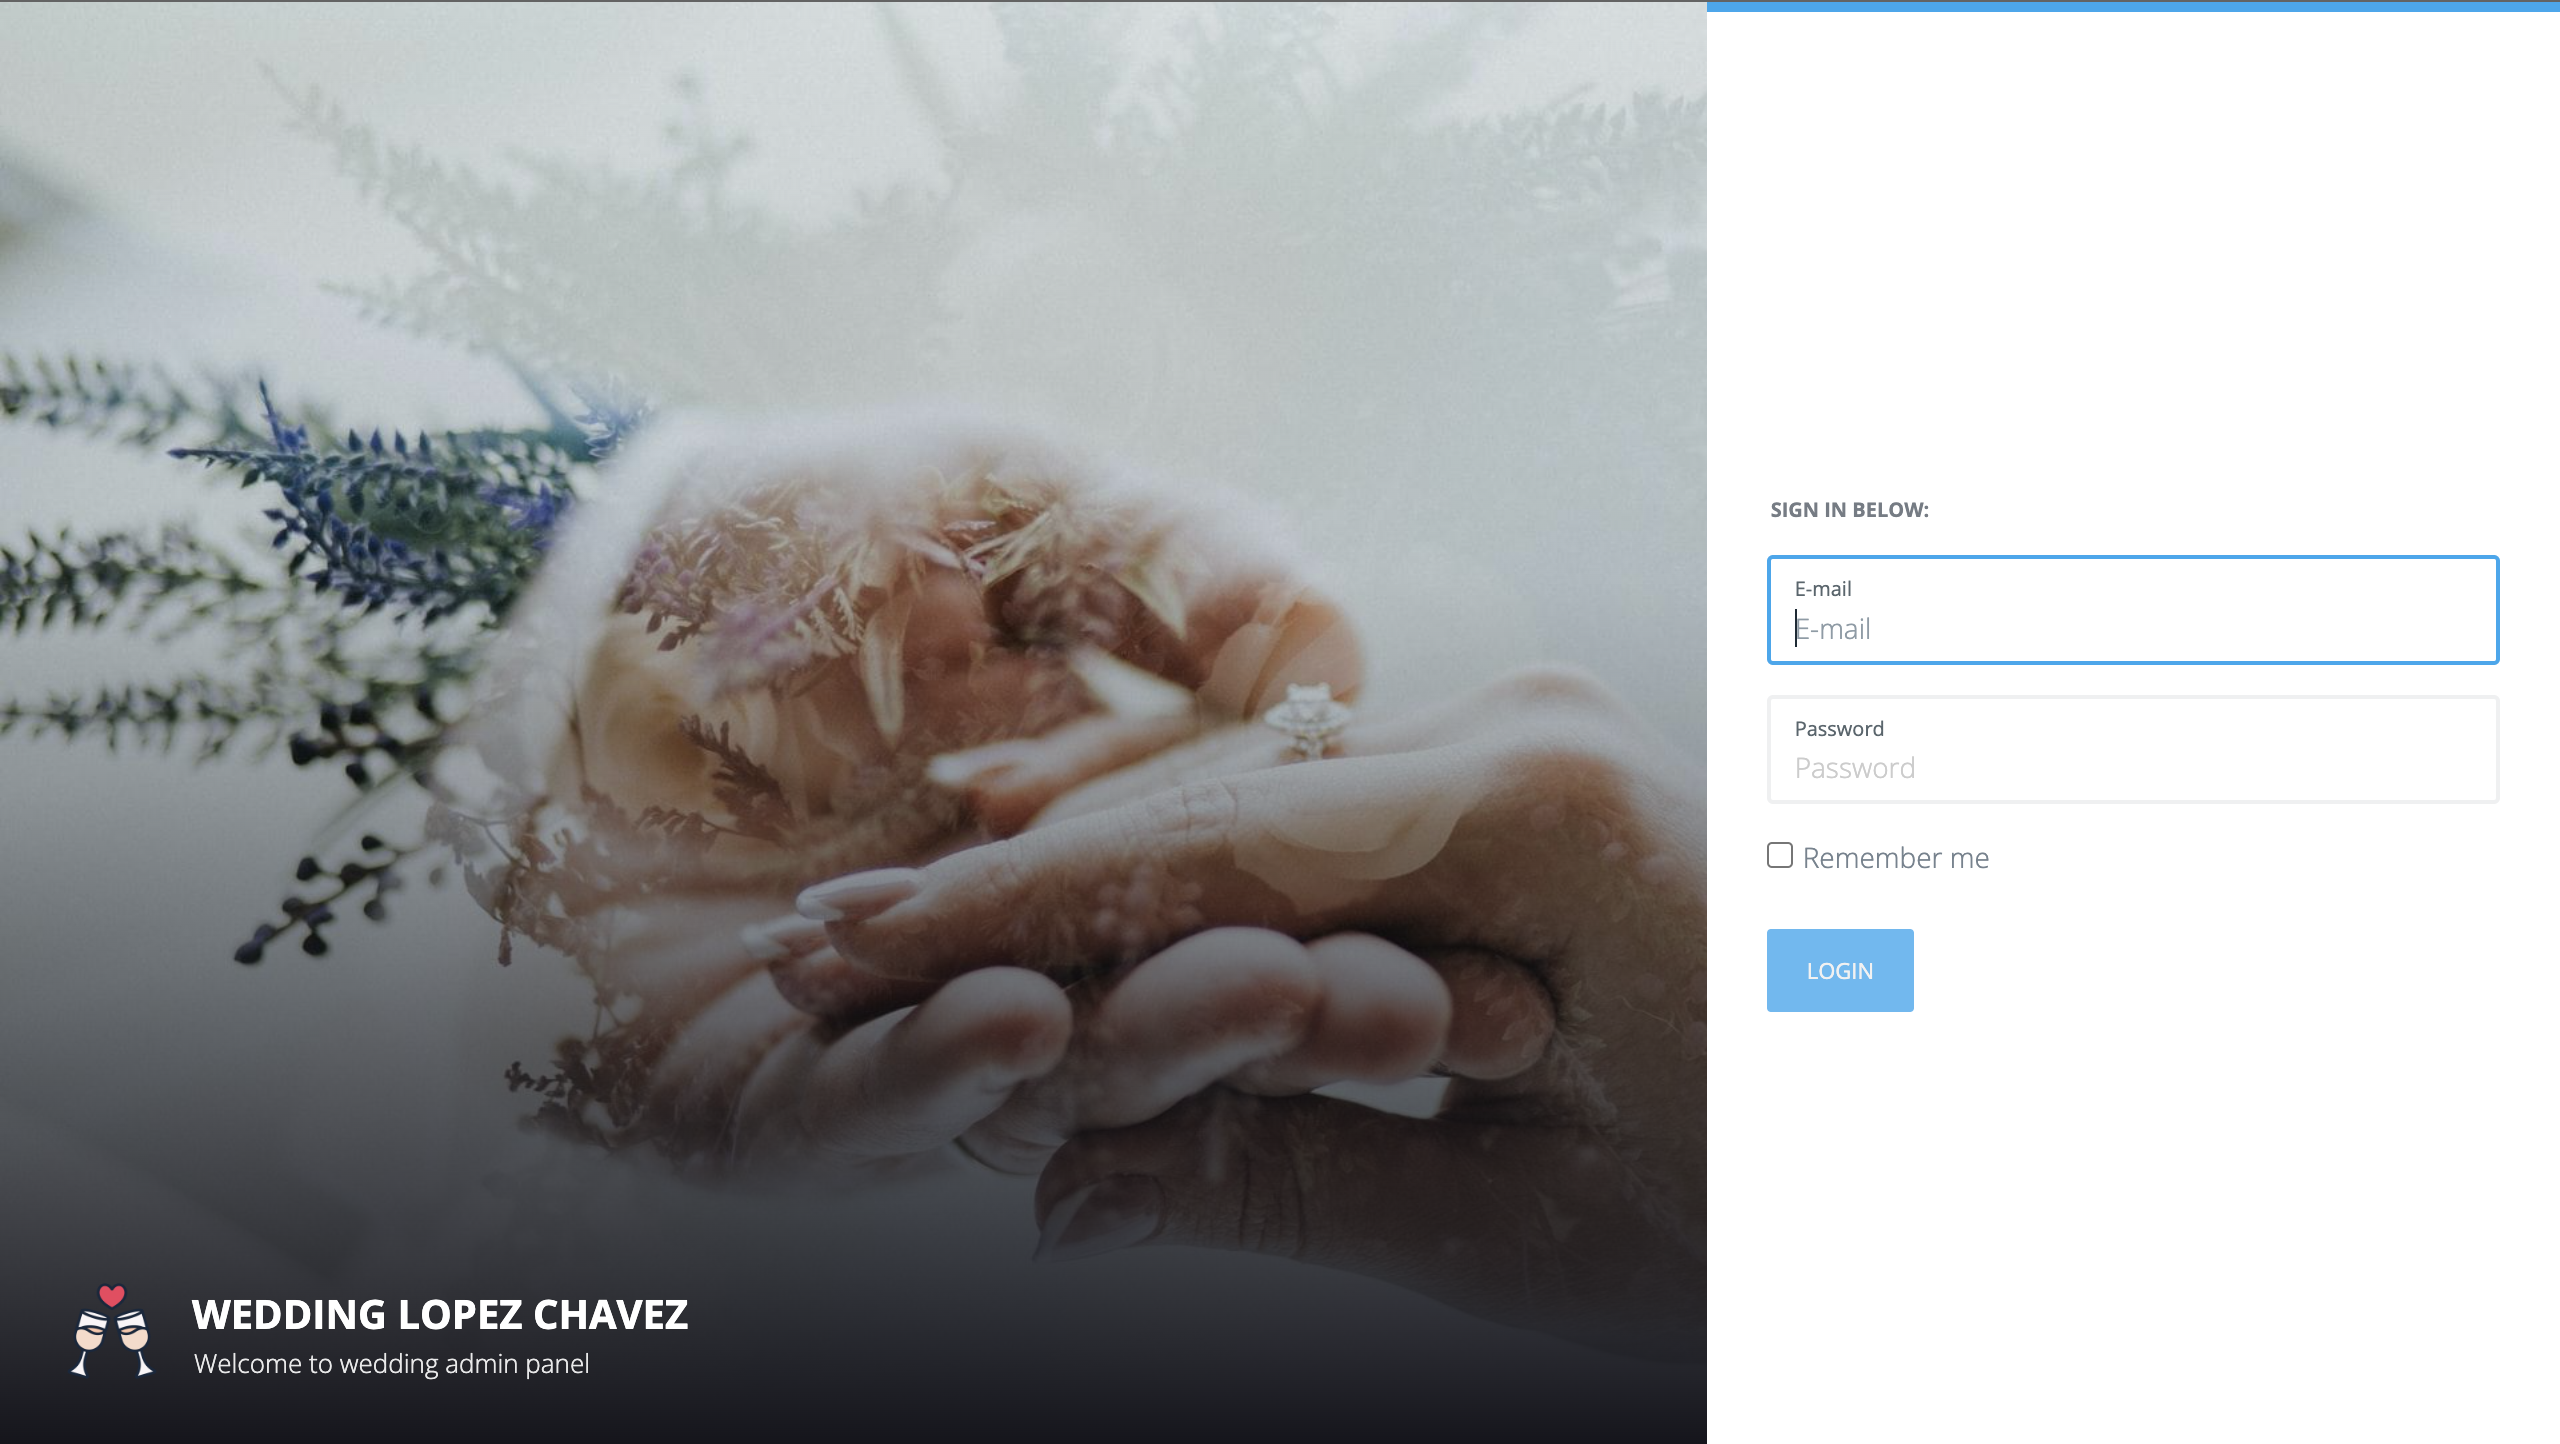 SIGN IN BELOW:
E-mail
E-mail
Password
Password
Remember me
LOGIN
WEDDING LOPEZ CHAVEZ
Welcome to wedding admin panel